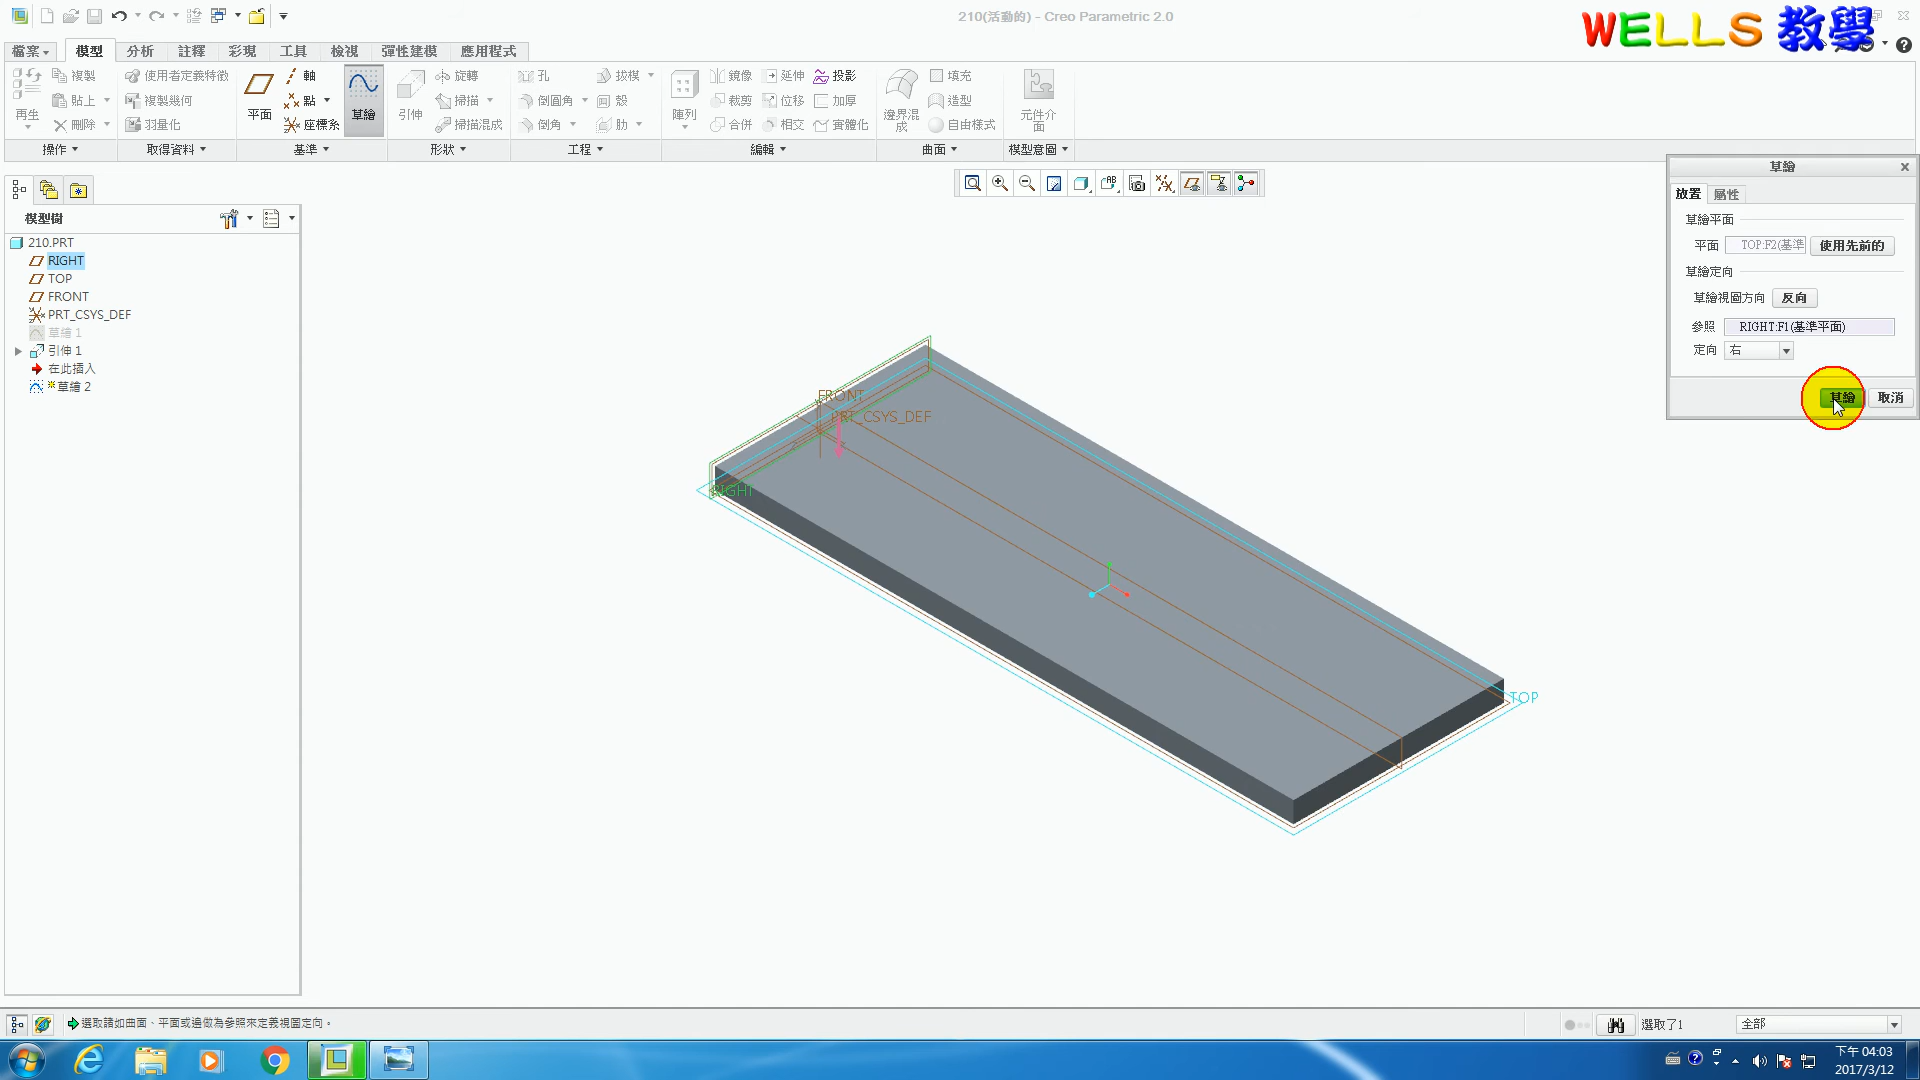 210(活動的) - Creo Parametric 2.0
WELLS 教學
檔案 模型 分析 註釋 彩現 工具 檢視 彈性建模 應用程式
再生 複製 貼上 刪除
使用者定義特徵 複製幾何 羽量化
平面 軸 點 座標系 草繪
引伸 旋轉 掃描 掃描混成
孔 倒圓角 倒角 拔模 殼 肋
陣列 鏡像 延伸 投影
裁剪 位移 加厚
合併 相交 實體化
邊界混成 填充 造型 自由樣式
元件介面
操作 取得資料 基準 形狀 工程 編輯 曲面 模型意圖
模型樹
210.PRT
RIGHT
TOP
FRONT
PRT_CSYS_DEF
草繪 1
引伸 1
在此插入
草繪 2
FRONT
PRT_CSYS_DEF
RIGHT
TOP
草繪
放置 屬性
草繪平面
平面 TOP:F2(基準 使用先前的
草繪定向
草繪視圖方向 反向
參照 RIGHT:F1(基準平面)
定向 右
草繪 取消
選取諸如曲面、平面或邊做為參照來定義視圖定向。
選取了1 全部
下午 04:03
2017/3/12